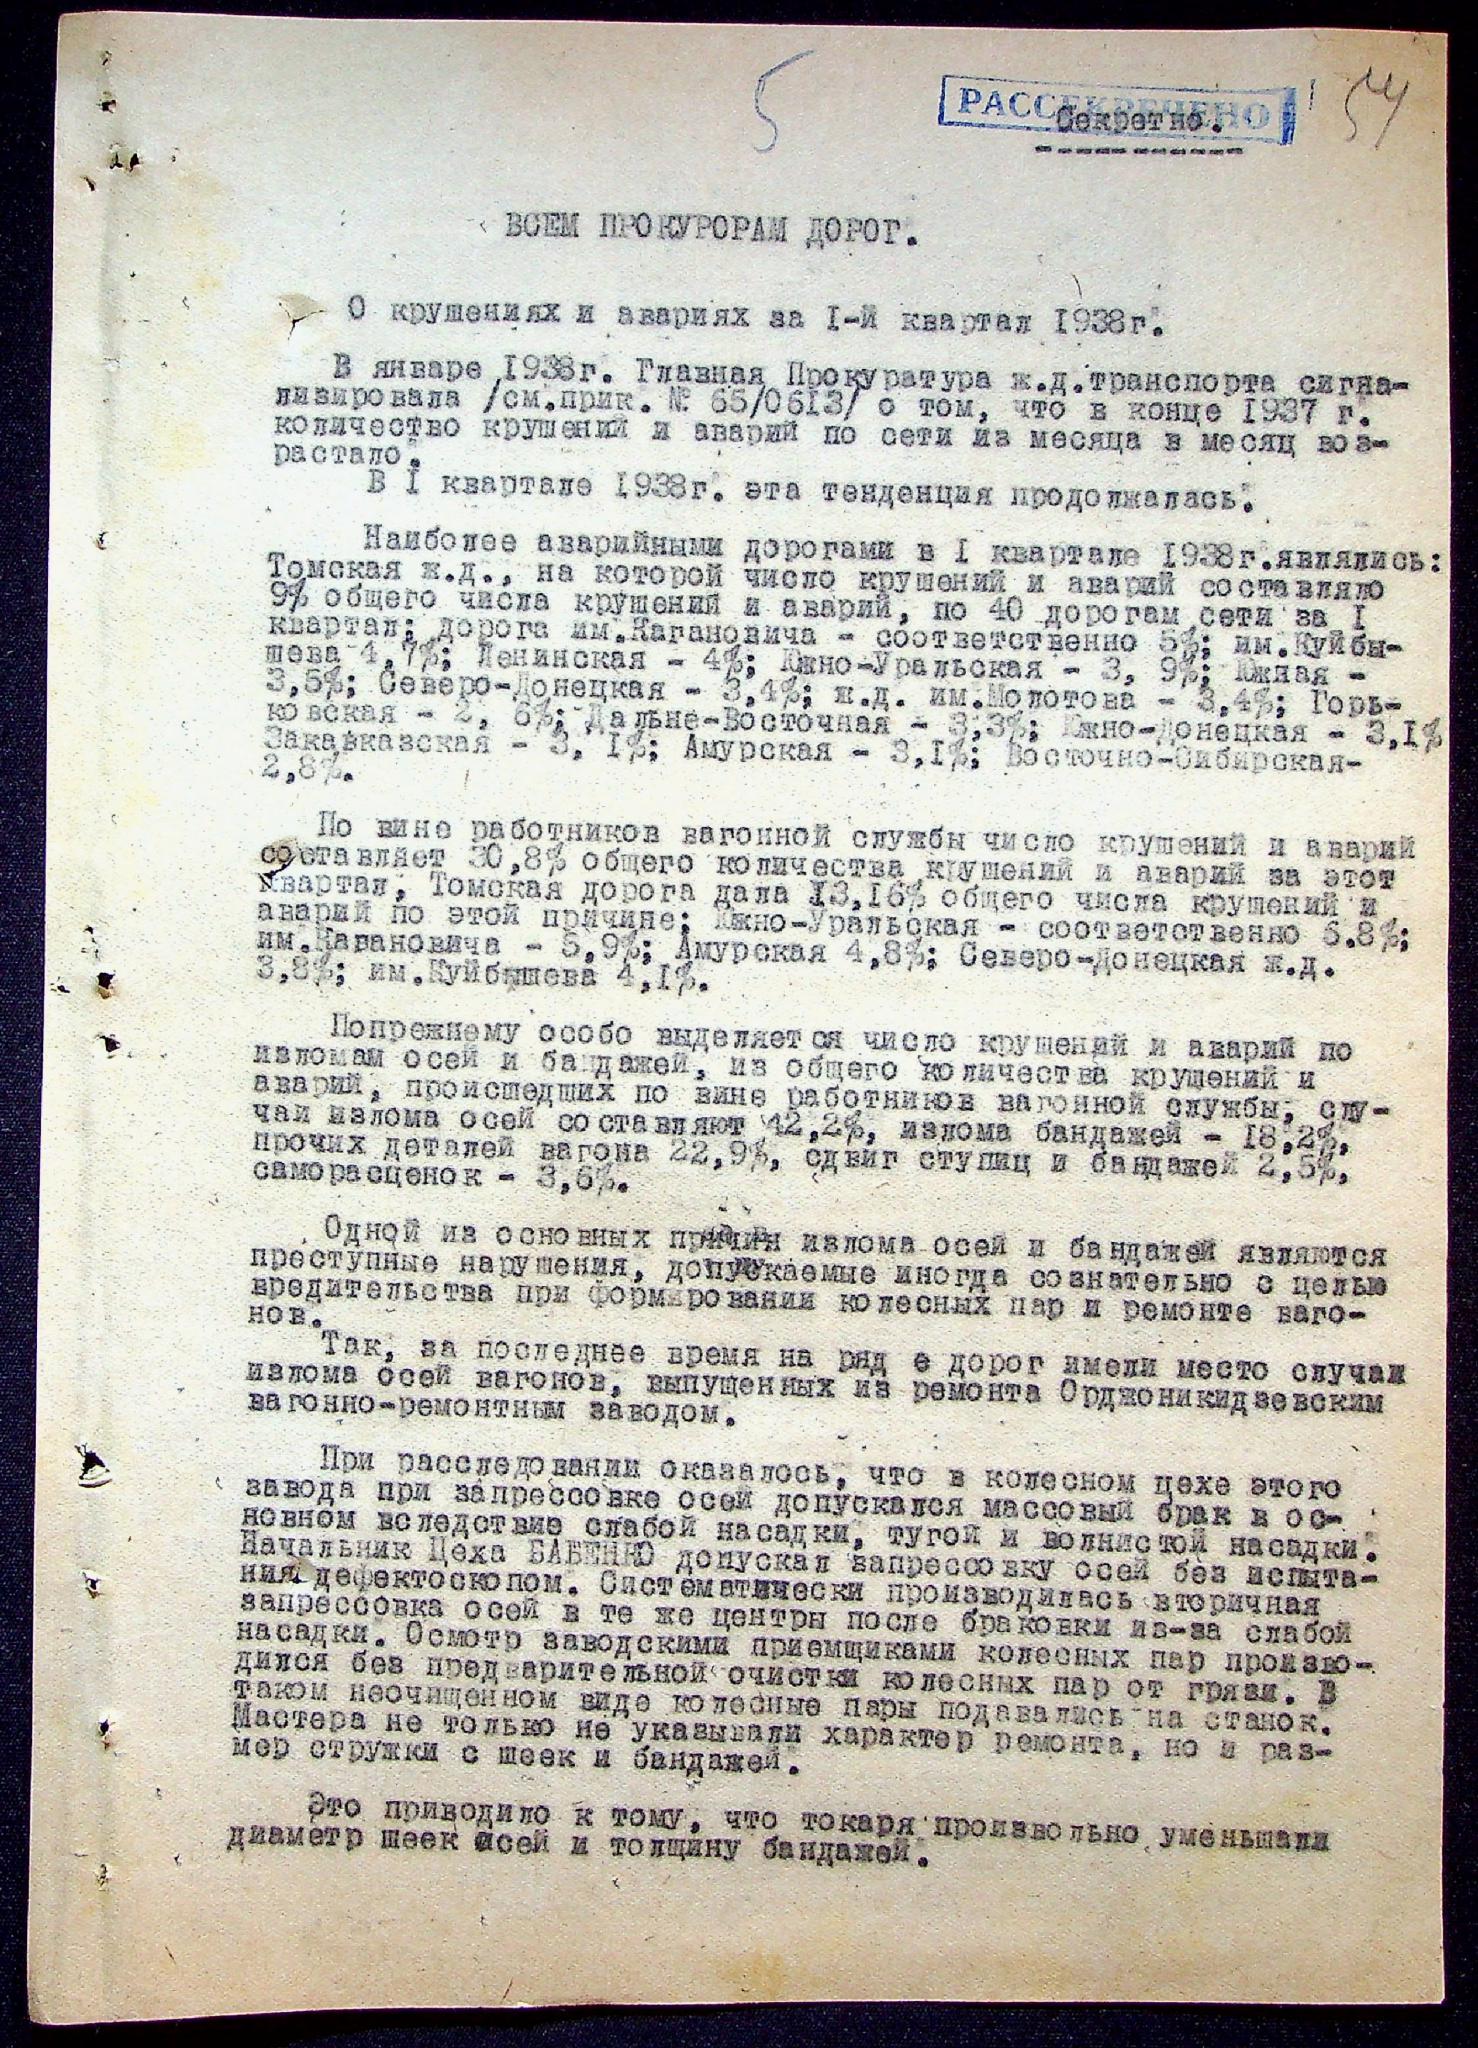 5
РАССЕКРЕЧЕНО
54
Секретно.
ВСЕМ ПРОКУРОРАМ ДОРОГ.
О крушениях и авариях за I-й квартал 1938г.
В январе 1938г. Главная Прокуратура ж.д.транспорта сигна-
лизировала /см.прик. № 65/0613/ о том, что в конце 1937 г.
количество крушений и аварий по сети из месяца в месяц воз-
растало.
В I квартале 1938г. эта тенденция продолжалась.
Наиболее аварийными дорогами в I квартале 1938г.являлись:
Томская ж.д., на которой число крушений и аварий составляло
9% общего числа крушений и аварий, по 40 дорогам сети за I
квартал; дорога им.Кагановича - соответственно 5%; им.Куйбы-
шева 4,7%; Ленинская - 4%; Южно-Уральская - 3, 9%; Южная -
3,5%; Северо-Донецкая - 3,4%; ж.д. им.Молотова - 3,4%; Горь-
ковская - 2, 6%; Дальне-Восточная - 3,3%; Южно-Донецкая - 3,1%
Закавказская - 3, 1%; Амурская - 3,1%; Восточно-Сибирская-
2,8%.
По вине работников вагонной службы число крушений и аварий
составляет 30,8% общего количества крушений и аварий за этот
квартал, Томская дорога дала 13,16% общего числа крушений и
аварий по этой причине; Южно-Уральская - соответственно 6.8%;
им.Кагановича - 5,9%; Амурская 4,8%; Северо-Донецкая ж.д.
3,8%; им.Куйбышева 4,1%.
Попрежнему особо выделяется число крушений и аварий по
изломам осей и бандажей, из общего количества крушений и
аварий, происшедших по вине работников вагонной службы, слу-
чаи излома осей составляют 42,2%, излома бандажей - 18,2%,
прочих деталей вагона 22,9%, сдвиг ступиц и бандажей 2,5%,
саморасценок - 3,6%.
Одной из основных причин излома осей и бандажей являются
преступные нарушения, допускаемые иногда сознательно с целью
вредительства при формировании колесных пар и ремонте ваго-
нов.
Так, за последнее время на ряд е дорог имели место случаи
излома осей вагонов, выпущенных из ремонта Орджоникидзевским
вагонно-ремонтным заводом.
При расследовании оказалось, что в колесном цехе этого
завода при запрессовке осей допускался массовый брак в ос-
новном вследствие слабой насадки, тугой и волнистой насадки.
Начальник Цеха БАБЕНКО допускал запрессовку осей без испыта-
ния дефектоскопом. Систематически производилась вторичная
запрессовка осей в те же центры после браковки из-за слабой
насадки. Осмотр заводскими приемщиками колесных пар произво-
дился без предварительной очистки колесных пар от грязи. В
таком неочищенном виде колесные пары подавались на станок.
Мастера не только не указывали характер ремонта, но и раз-
мер стружки с шеек и бандажей.
Это приводило к тому, что токаря произвольно уменьшали
диаметр шеек осей и толщину бандажей.